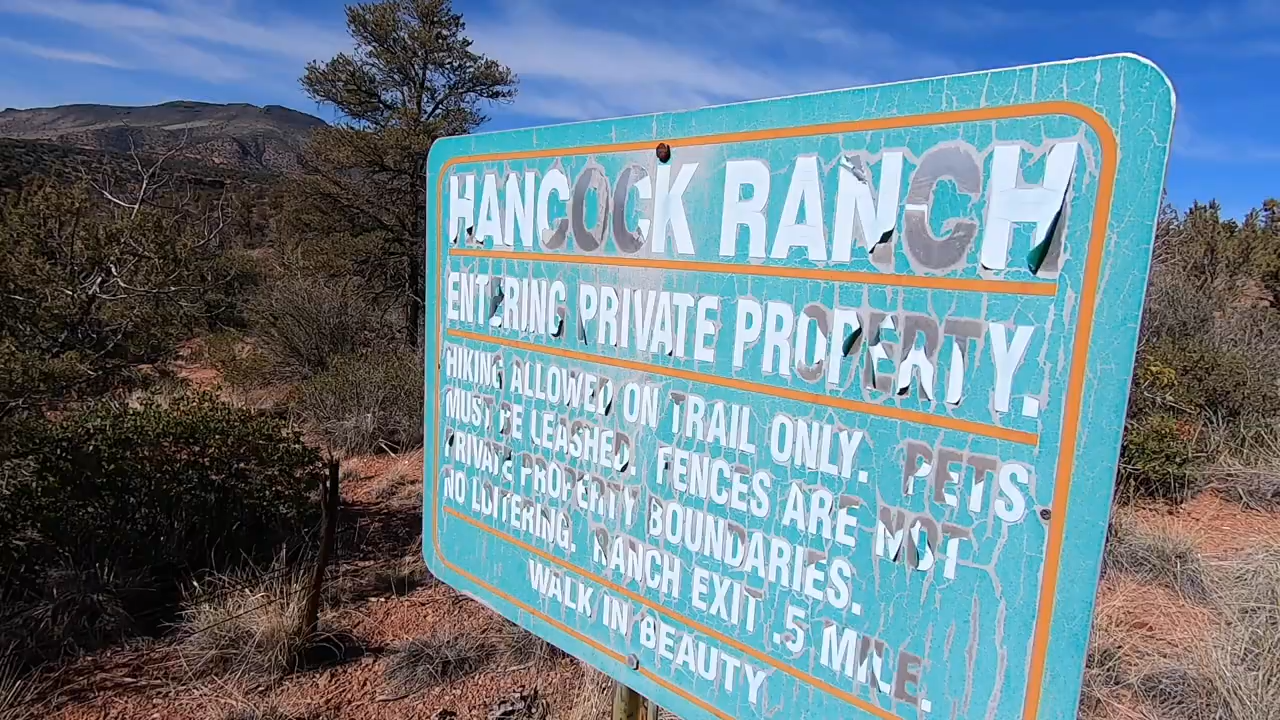 HANCOCK RANCH
ENTERING PRIVATE PROPERTY.
HIKING ALLOWED ON TRAIL ONLY. PETS
MUST BE LEASHED. FENCES ARE NOT
PRIVATE PROPERTY BOUNDARIES.
NO LOITERING. RANCH EXIT .5 MILE.
WALK IN BEAUTY